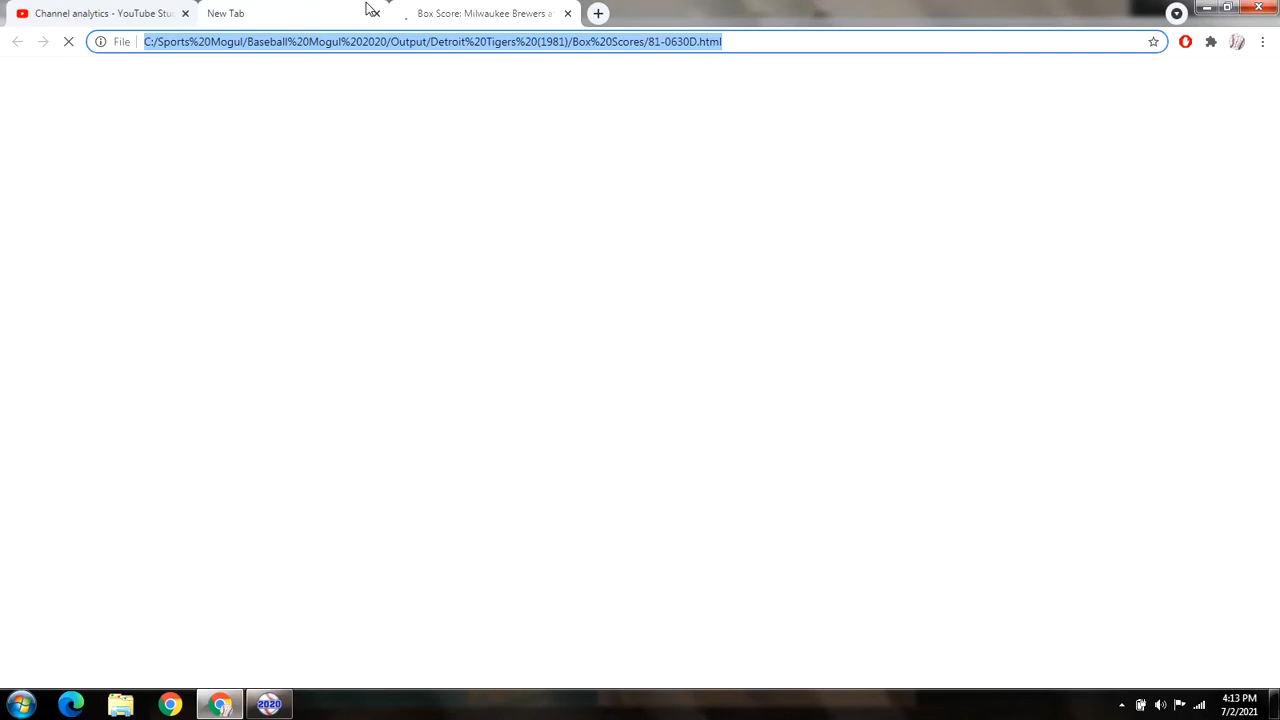 Channel analytics - YouTube Stu
New Tab
Box Score: Milwaukee Brewers a
File
C:/Sports%20Mogul/Baseball%20Mogul%202020/Output/Detroit%20Tigers%20(1981)/Box%20Scores/81-0630D.html
2020
4:13 PM
7/2/2021